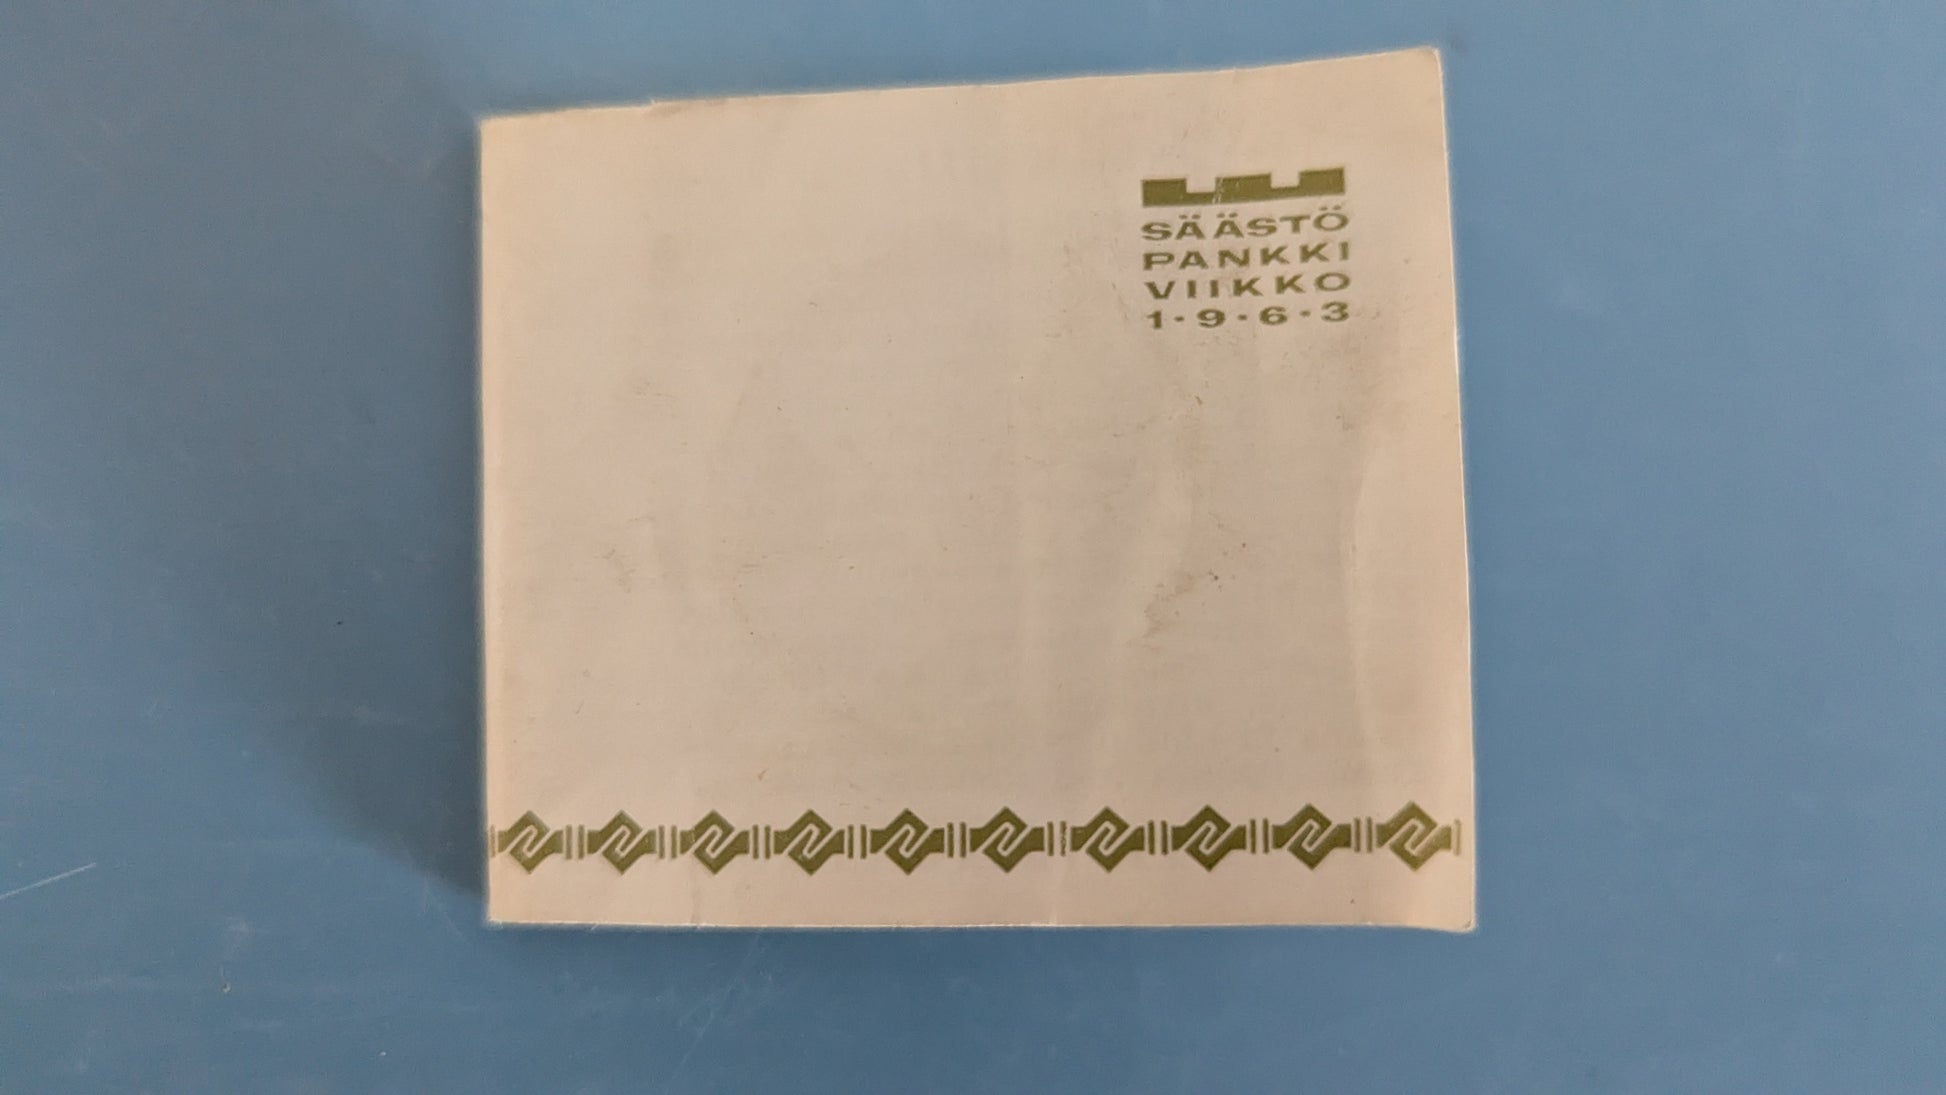 SÄÄSTÖ
PANKKI
VIIKKO
1·9·6·3